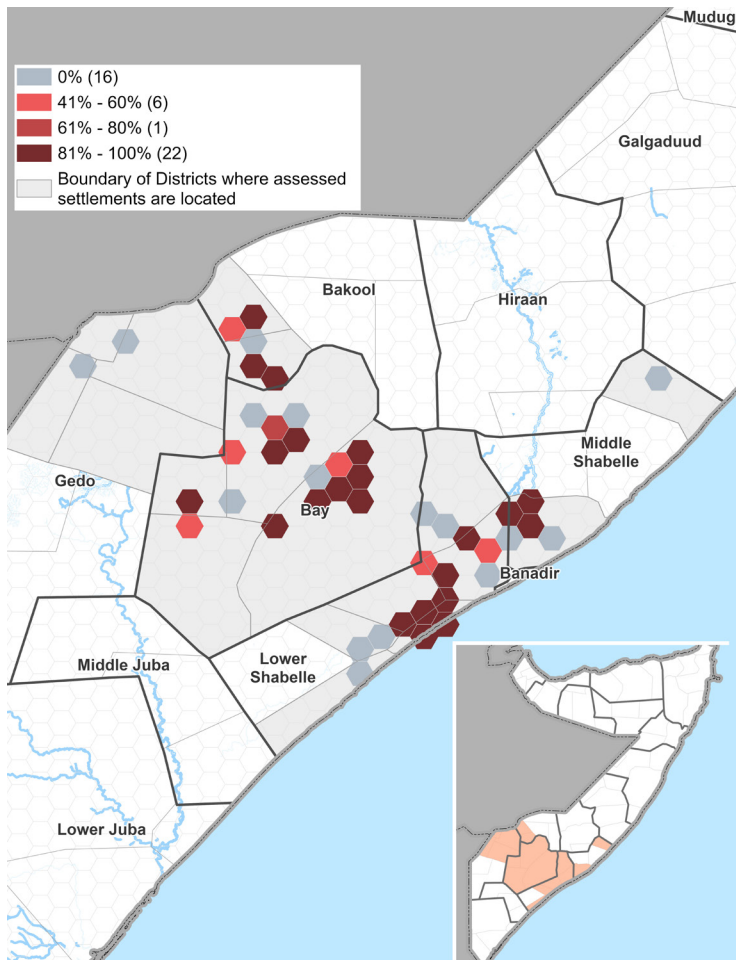 Mudug
0% (16)
41% - 60% (6)
61% - 80% (1)
81% - 100% (22)
Boundary of Districts where assessed
settlements are located
Galgaduud
Bakool
Hiraan
Middle
Shabelle
Gedo
Bay
Banadir
Middle Juba
Lower
Shabelle
Lower Juba